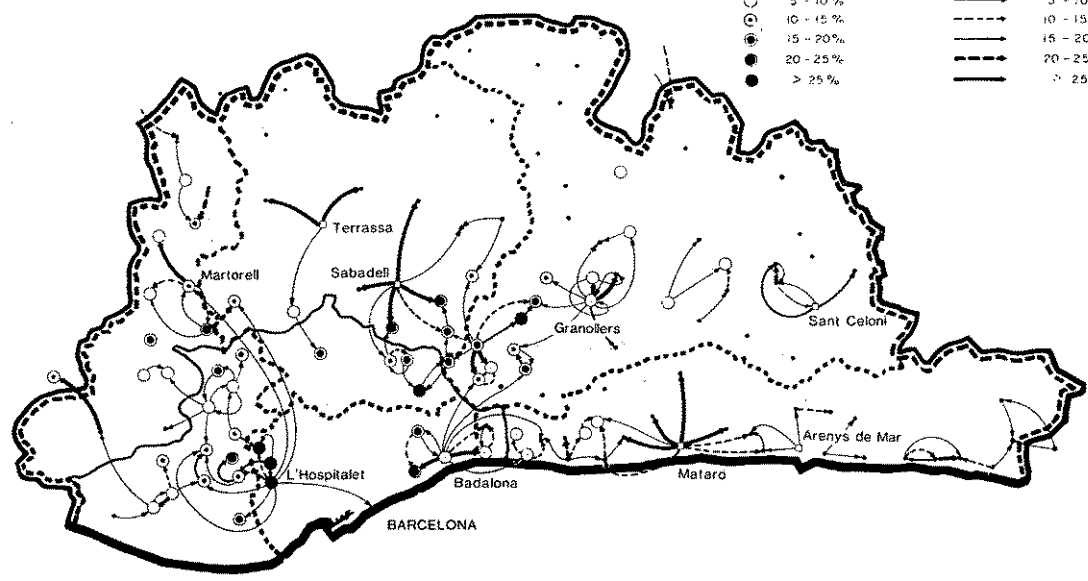 10 - 15 % 10 - 15
15 - 20 % 15 - 20
20 - 25 % 20 - 25
> 25 % > 25
Terrassa
Martorell
Sabadell
Granollers
Sant Celoni
Arenys de Mar
L'Hospitalet
Badalona
Mataró
BARCELONA